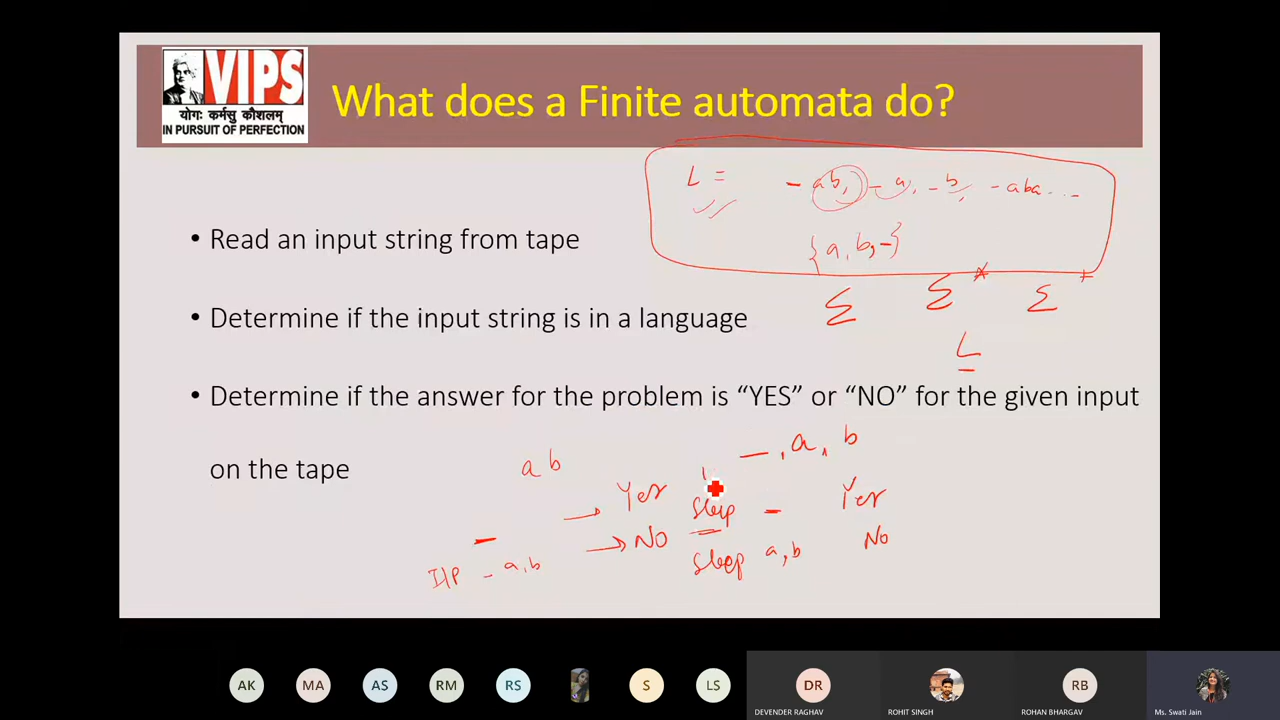 VIPS
योगः कर्मसु कौशलम्
IN PURSUIT OF PERFECTION
What does a Finite automata do?
L = - ab, - a, - b, - aba...
{a, b, -}
• Read an input string from tape
Σ Σ* Σ+
• Determine if the input string is in a language
L
• Determine if the answer for the problem is “YES” or “NO” for the given input
on the tape
-, a, b
a b
→ Yes
- Yes
→ No
Sleep a, b No
I/P - a, b
AK MA AS RM RS S LS DR RB
DEVENDER RAGHAV ROHIT SINGH ROHAN BHARGAV Ms. Swati Jain